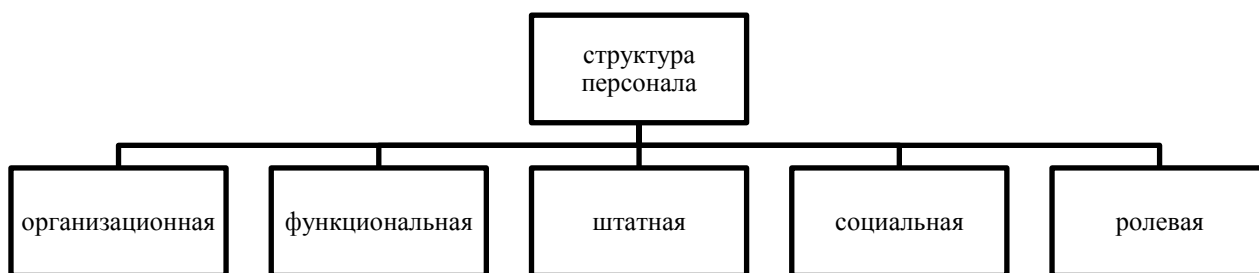 структура
персонала
организационная
функциональная
штатная
социальная
ролевая